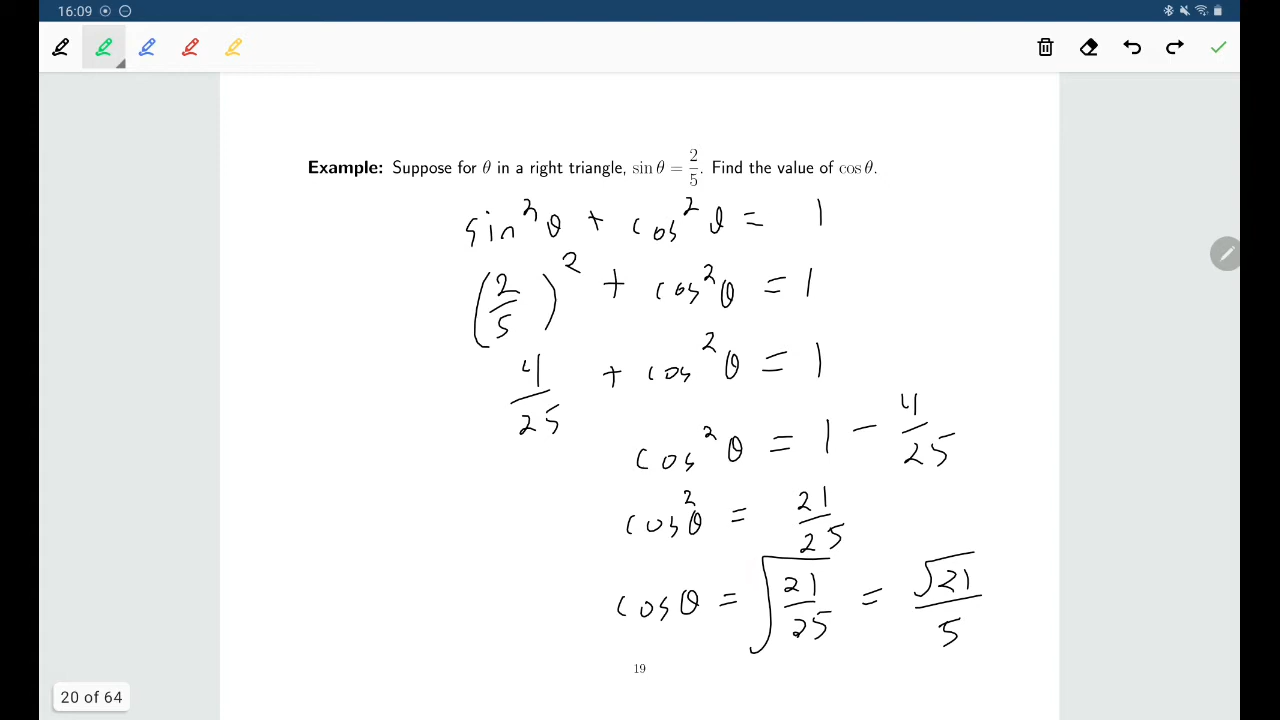 16:09
Example: Suppose for θ in a right triangle, sin θ = 2/5. Find the value of cos θ.
sin²θ + cos²θ = 1
(2/5)² + cos²θ = 1
4/25 + cos²θ = 1
cos²θ = 1 − 4/25
cos²θ = 21/25
cosθ = √(21/25) = √21/5
19
20 of 64